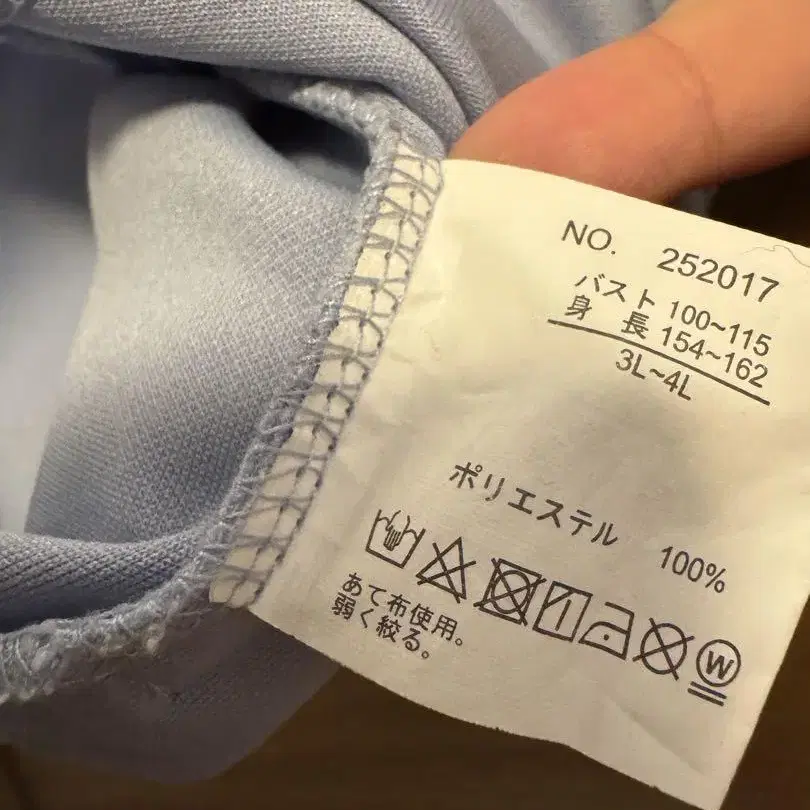 NO. 252017
バスト 100~115
身 長 154~162
3L~4L
ポリエステル 100%
あて布使用。
弱く絞る。
W